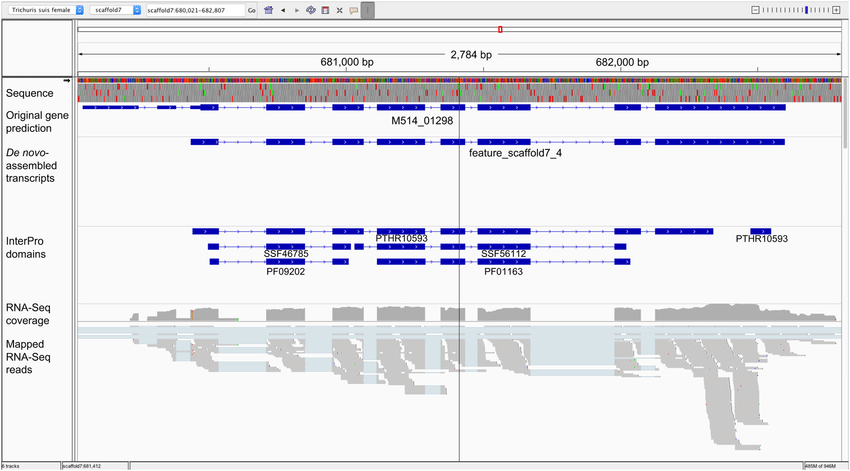 Trichuris suis female scaffold7 scaffold7:680,021-682,807 Go
2,784 bp
681,000 bp 682,000 bp
Sequence
Original gene
prediction
M514_01298
De novo-
assembled
transcripts
feature_scaffold7_4
InterPro
domains
PTHR10593 PTHR10593
SSF46785 SSF56112
PF09202 PF01163
RNA-Seq
coverage
Mapped
RNA-Seq
reads
6 tracks scaffold7:681,412 485M of 946M